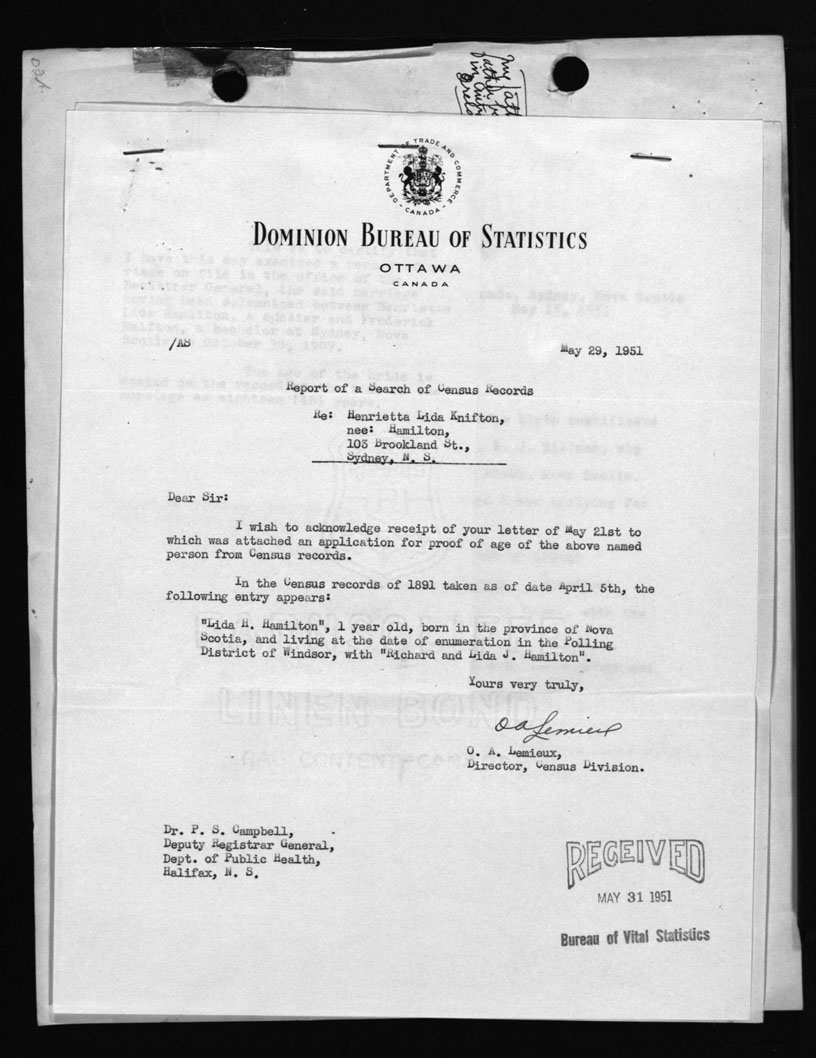 my fath
DEPARTMENT OF TRADE AND COMMERCE
- CANADA -
DOMINION BUREAU OF STATISTICS
OTTAWA
CANADA
/AS
May 29, 1951
Report of a Search of Census Records
Re: Henrietta Lida Knifton,
nee: Hamilton,
103 Brookland St.,
Sydney, N. S.
Dear Sir:
I wish to acknowledge receipt of your letter of May 21st to
which was attached an application for proof of age of the above named
person from Census records.
In the Census records of 1891 taken as of date April 5th, the
following entry appears:
"Lida H. Hamilton", 1 year old, born in the province of Nova
Scotia, and living at the date of enumeration in the Polling
District of Windsor, with "Richard and Lida J. Hamilton".
Yours very truly,
O A Lemieux
O. A. Lemieux,
Director, Census Division.
Dr. P. S. Campbell,
Deputy Registrar General,
Dept. of Public Health,
Halifax, N. S.
RECEIVED
MAY 31 1951
Bureau of Vital Statistics
LINEN BOND